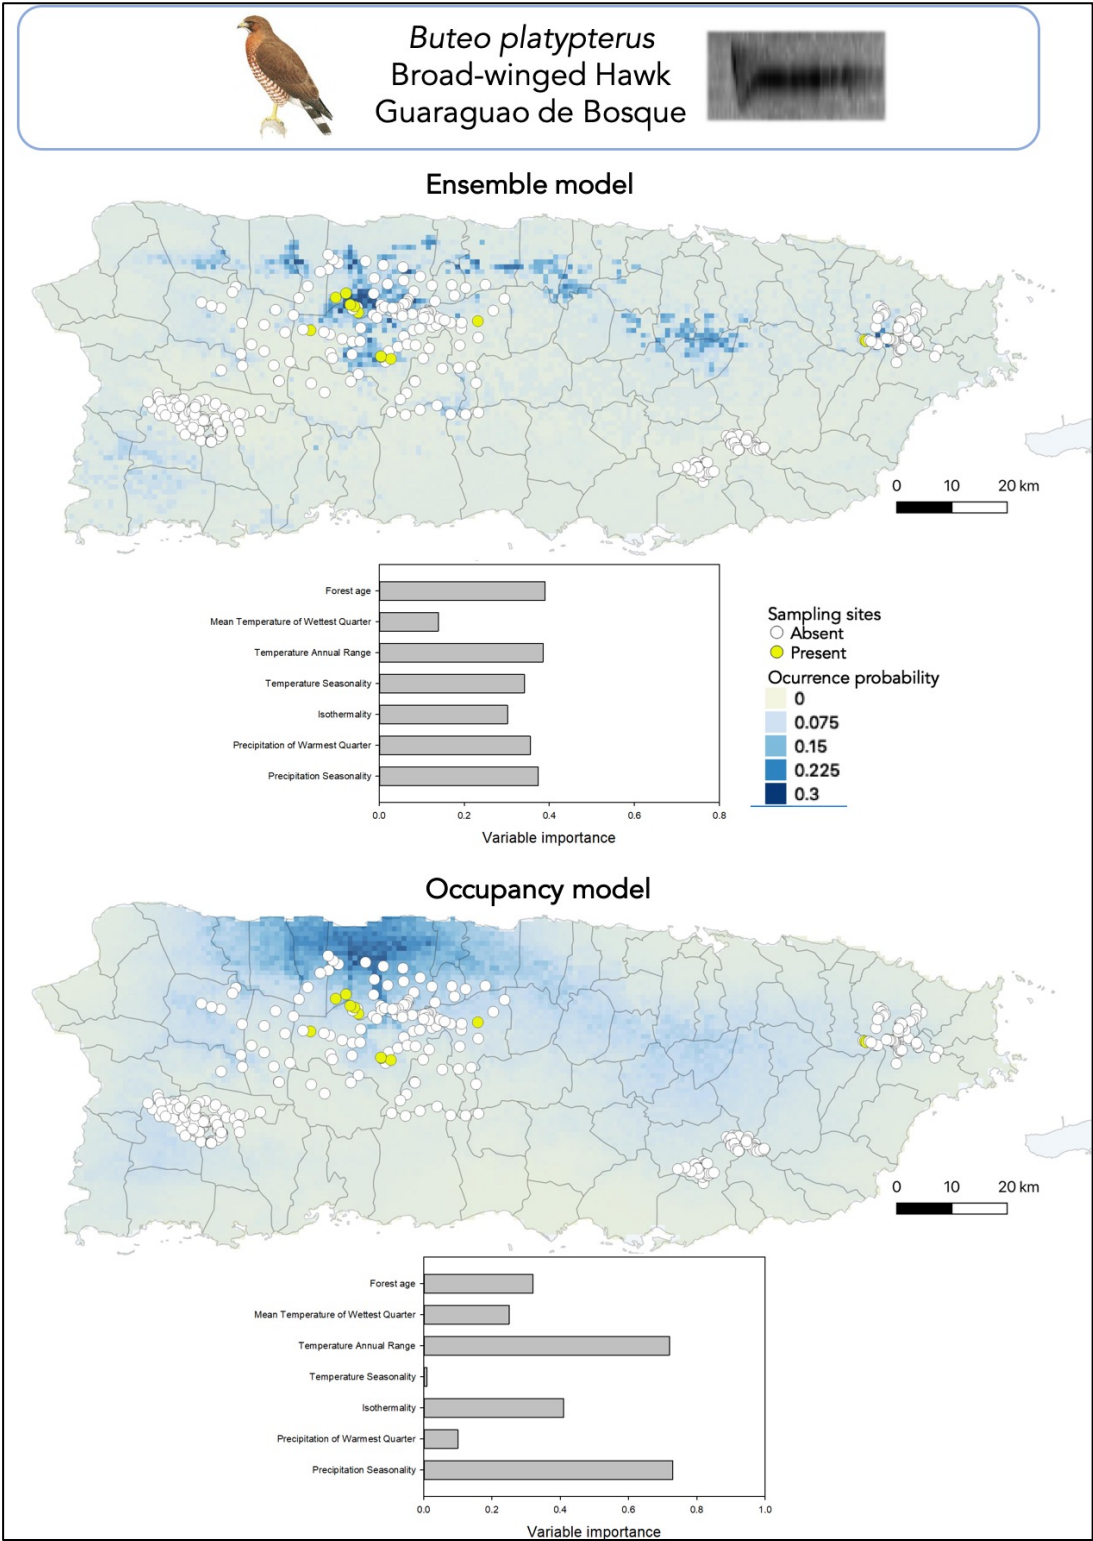 Buteo platypterus
Broad-winged Hawk
Guaraguao de Bosque
Ensemble model
0 10 20 km
Forest age
Mean Temperature of Wettest Quarter
Temperature Annual Range
Temperature Seasonality
Isothermality
Precipitation of Warmest Quarter
Precipitation Seasonality
0.0 0.2 0.4 0.6 0.8
Variable importance
Sampling sites
Absent
Present
Ocurrence probability
0
0.075
0.15
0.225
0.3
Occupancy model
0 10 20 km
Forest age
Mean Temperature of Wettest Quarter
Temperature Annual Range
Temperature Seasonality
Isothermality
Precipitation of Warmest Quarter
Precipitation Seasonality
0.0 0.2 0.4 0.6 0.8 1.0
Variable importance